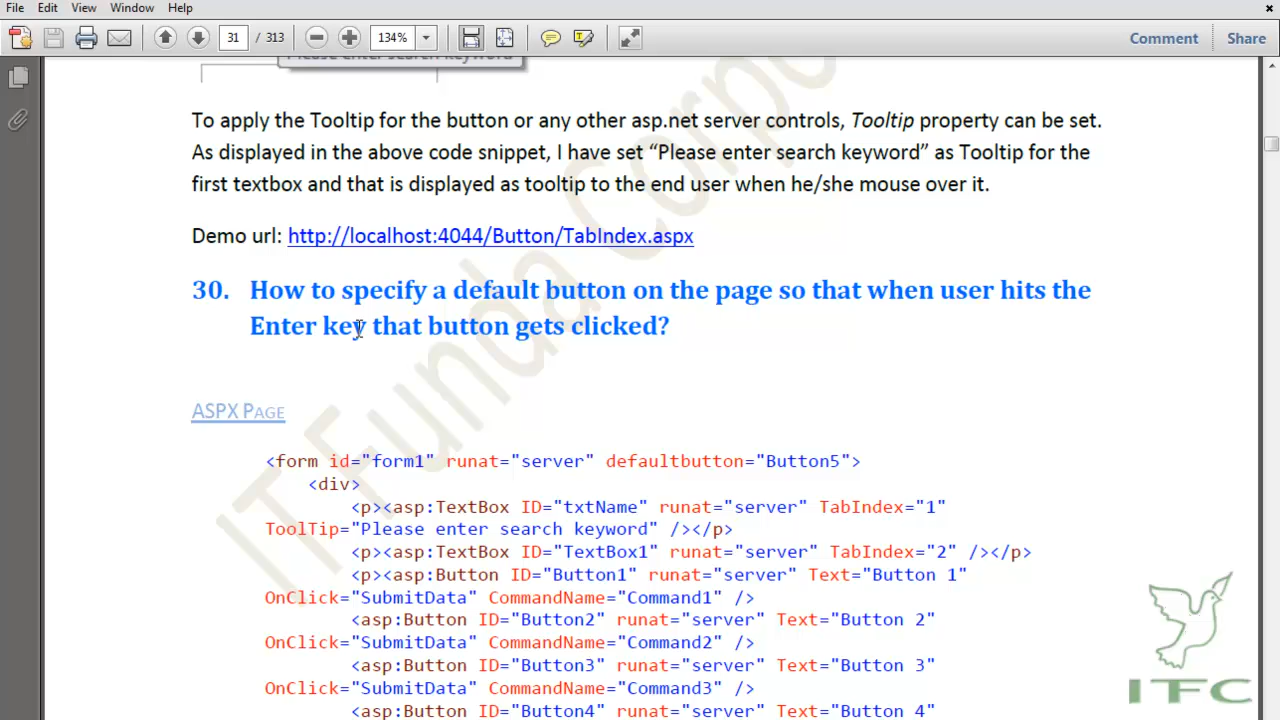 File Edit View Window Help
31 / 313 134% Comment Share
Please enter search keyword
To apply the Tooltip for the button or any other asp.net server controls, Tooltip property can be set.
As displayed in the above code snippet, I have set “Please enter search keyword” as Tooltip for the
first textbox and that is displayed as tooltip to the end user when he/she mouse over it.
Demo url: http://localhost:4044/Button/TabIndex.aspx
30. How to specify a default button on the page so that when user hits the
Enter key that button gets clicked?
ASPX PAGE
<form id="form1" runat="server" defaultbutton="Button5">
<div>
<p><asp:TextBox ID="txtName" runat="server" TabIndex="1"
ToolTip="Please enter search keyword" /></p>
<p><asp:TextBox ID="TextBox1" runat="server" TabIndex="2" /></p>
<p><asp:Button ID="Button1" runat="server" Text="Button 1"
OnClick="SubmitData" CommandName="Command1" />
<asp:Button ID="Button2" runat="server" Text="Button 2"
OnClick="SubmitData" CommandName="Command2" />
<asp:Button ID="Button3" runat="server" Text="Button 3"
OnClick="SubmitData" CommandName="Command3" />
<asp:Button ID="Button4" runat="server" Text="Button 4"
IT Funda
ITFC